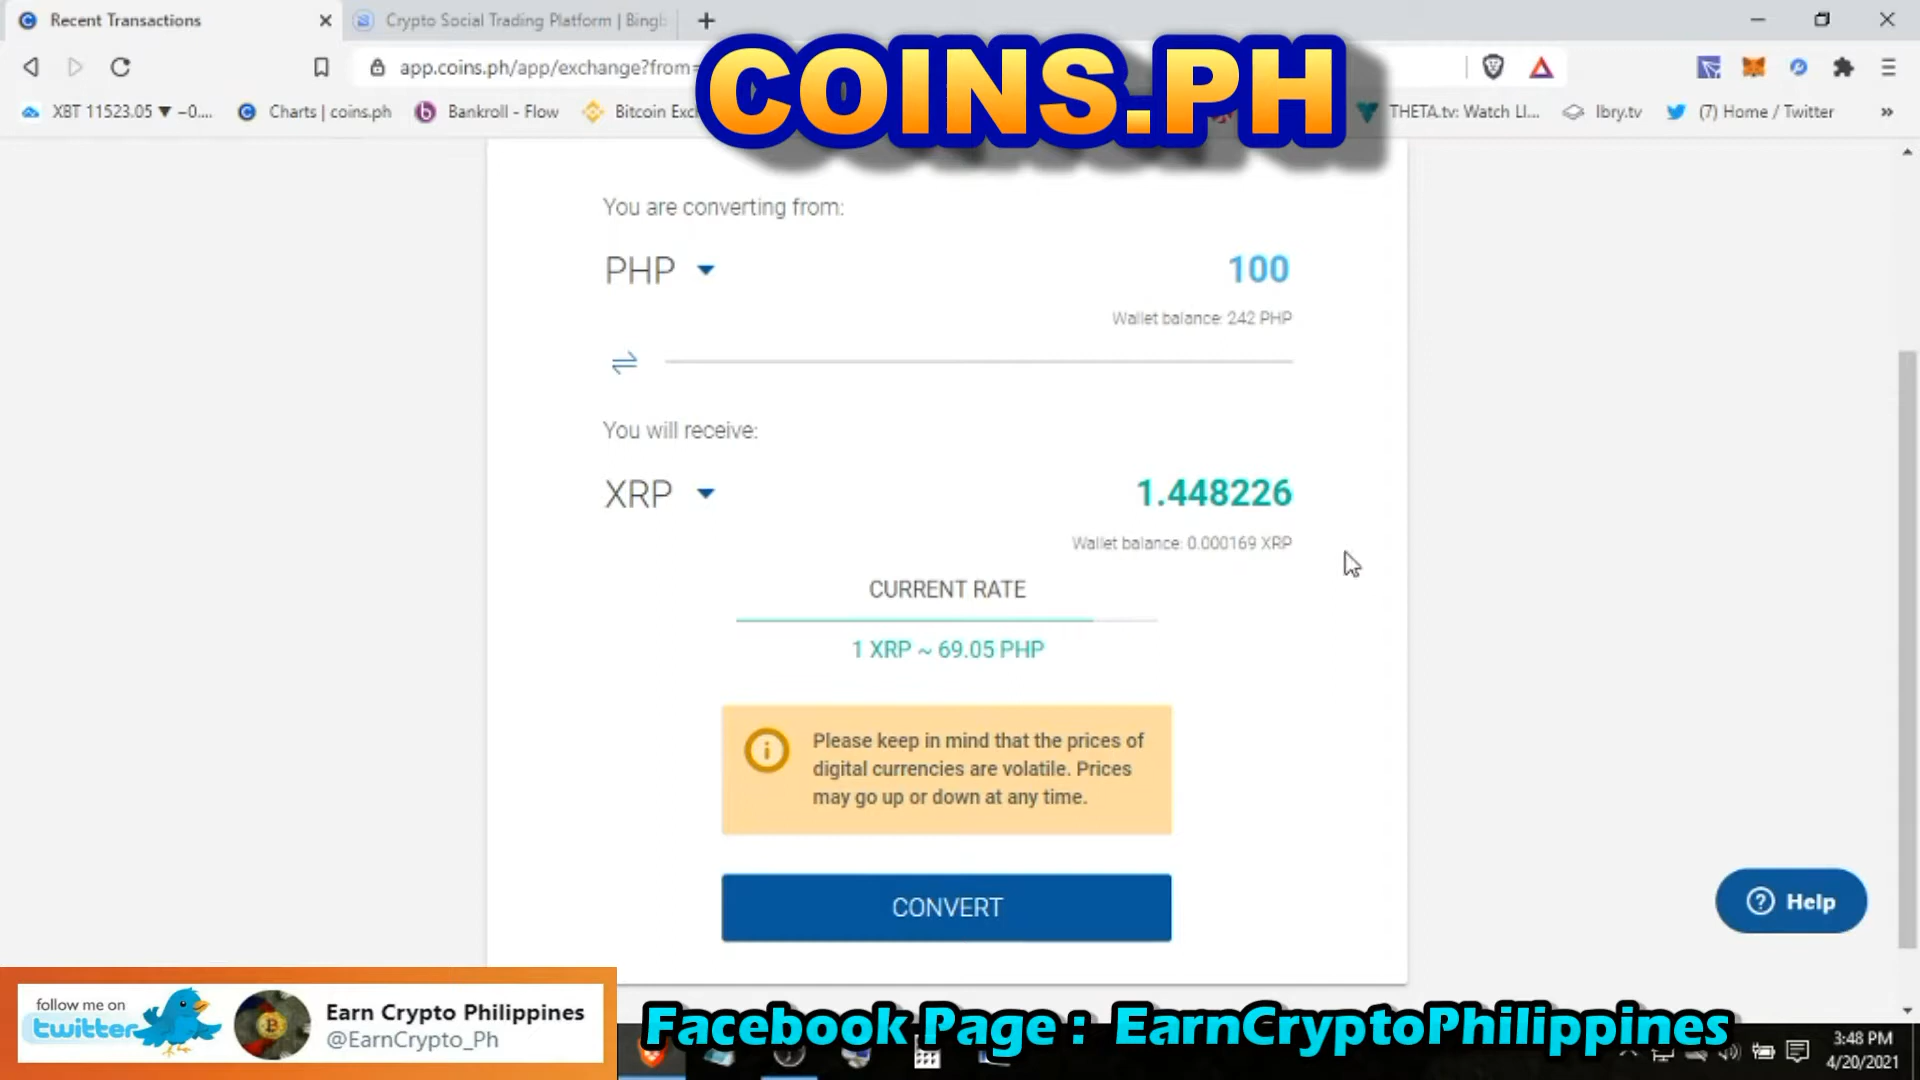 Recent Transactions
Crypto Social Trading Platform | Bingb
COINS.PH
app.coins.ph/app/exchange?from=
XBT 11523.05 ▼ −0....
Charts | coins.ph
Bankroll - Flow
Bitcoin Exc
THETA.tv: Watch LI...
lbry.tv
(7) Home / Twitter
»
You are converting from:
PHP
100
Wallet balance: 242 PHP
You will receive:
XRP
1.448226
Wallet balance: 0.000169 XRP
CURRENT RATE
1 XRP ~ 69.05 PHP
Please keep in mind that the prices of
digital currencies are volatile. Prices
may go up or down at any time.
CONVERT
Help
follow me on
twitter
Earn Crypto Philippines
@EarnCrypto_Ph
Facebook Page : EarnCryptoPhilippines
3:48 PM
4/20/2021